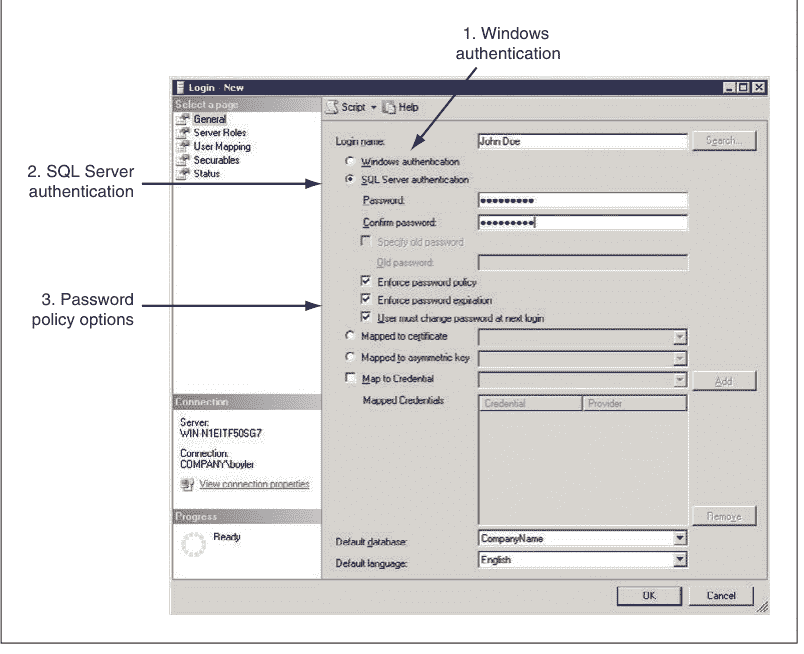 1. Windows
authentication
Login - New
Select a page
General
Server Roles
User Mapping
Securables
Status
Script
Help
2. SQL Server
authentication
Login name:
John Doe
Search...
Windows authentication
SQL Server authentication
Password:
●●●●●●●●●
Confirm password:
●●●●●●●●●
Specify old password
Old password:
3. Password
policy options
Enforce password policy
Enforce password expiration
User must change password at next login
Mapped to certificate
Mapped to asymmetric key
Map to Credential
Add
Mapped Credentials
Credential
Provider
Remove
Connection
Server:
WIN-N1EITF50SG7
Connection:
COMPANY\boyler
View connection properties
Progress
Ready
Default database:
CompanyName
Default language:
English
OK
Cancel